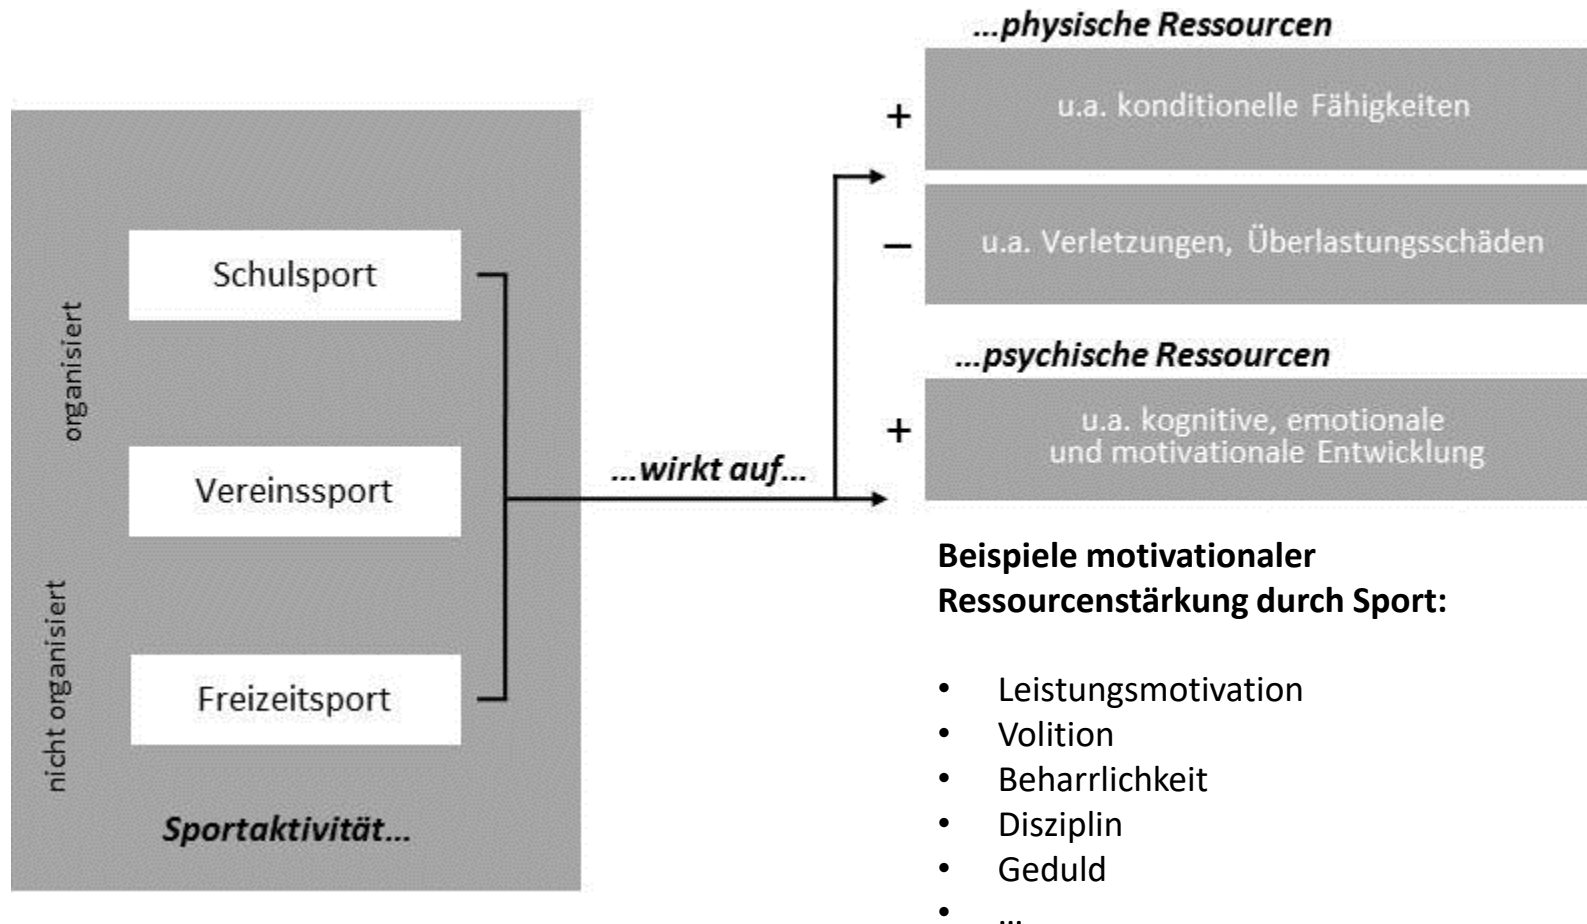 organisiert
nicht organisiert
Schulsport
Vereinssport
Freizeitsport
Sportaktivität...
...wirkt auf...
...physische Ressourcen
+
u.a. konditionelle Fähigkeiten
–
u.a. Verletzungen, Überlastungsschäden
...psychische Ressourcen
+
u.a. kognitive, emotionale
und motivationale Entwicklung
Beispiele motivationaler
Ressourcenstärkung durch Sport:
• Leistungsmotivation
• Volition
• Beharrlichkeit
• Disziplin
• Geduld
• ...